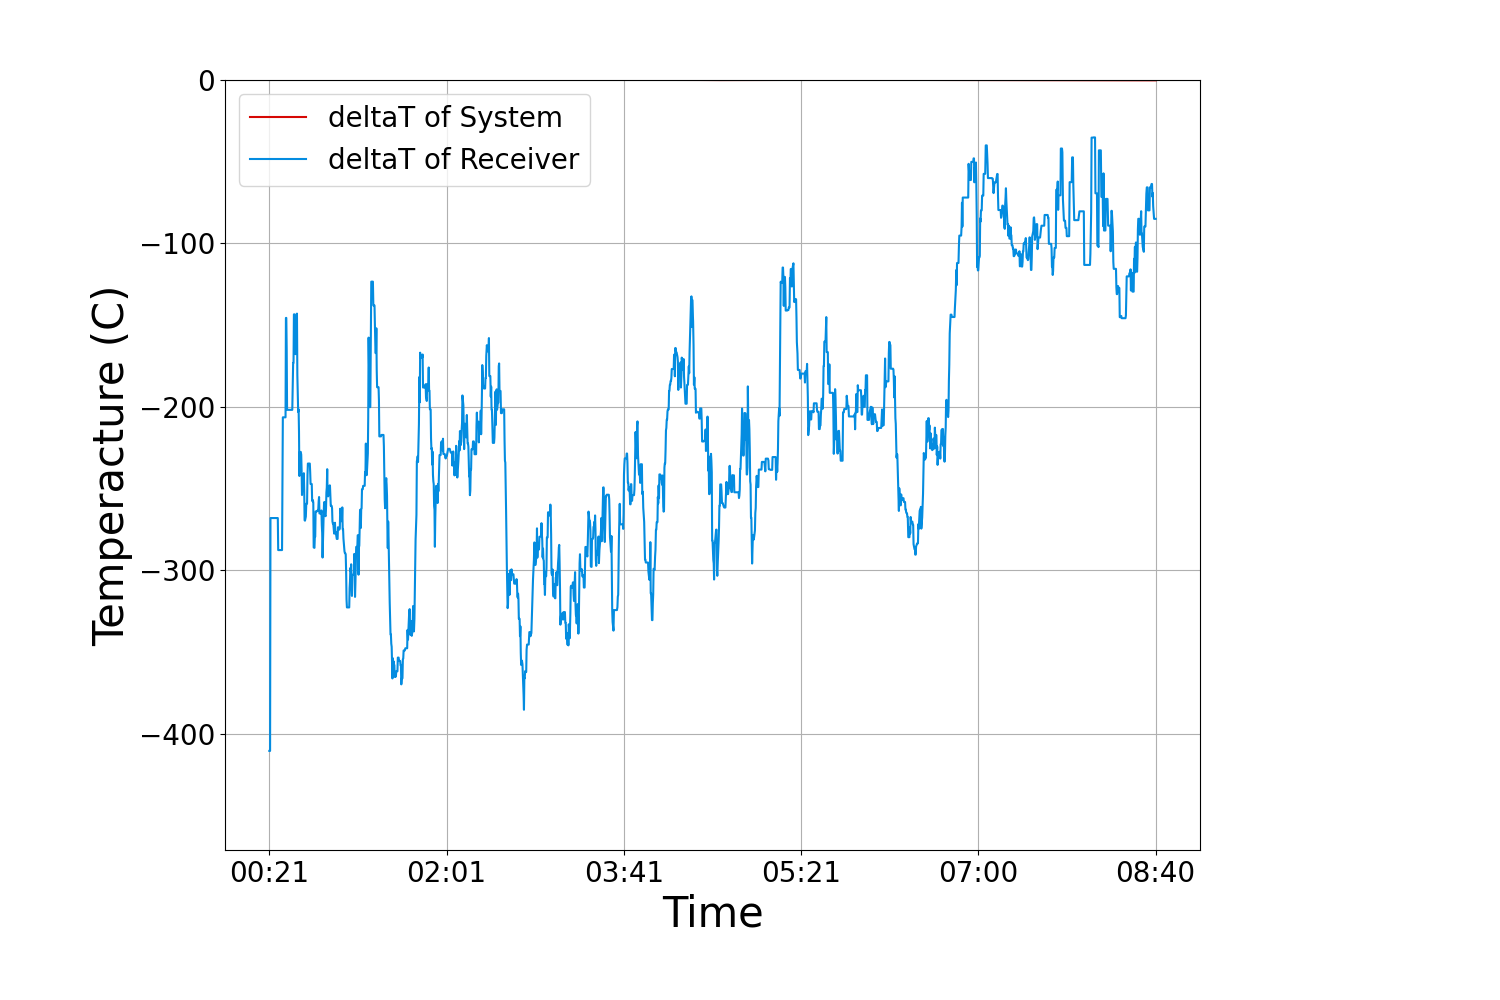 deltaT of System
deltaT of Receiver
0
−100
−200
−300
−400
Temperacture (C)
00:21 02:01 03:41 05:21 07:00 08:40
Time